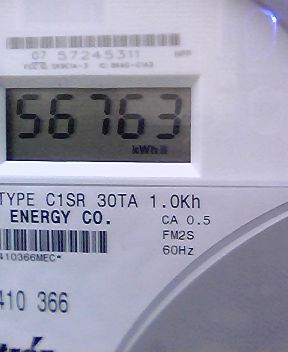 07 57245311
56763
kWh
TYPE C1SR 30TA 1.0Kh
ENERGY CO.
CA 0.5
FM2S
60Hz
410366MEC*
410 366